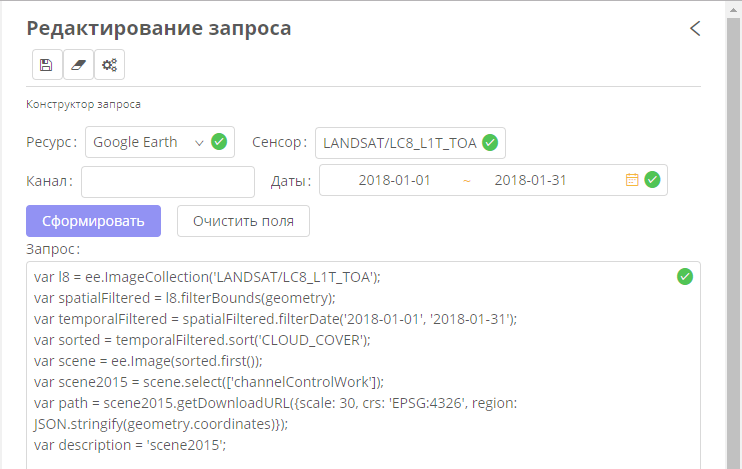 Редактирование запроса
Конструктор запроса
Ресурс: Google Earth Сенсор: LANDSAT/LC8_L1T_TOA
Канал: Даты: 2018-01-01 ~ 2018-01-31
Сформировать Очистить поля
Запрос:
var l8 = ee.ImageCollection('LANDSAT/LC8_L1T_TOA');
var spatialFiltered = l8.filterBounds(geometry);
var temporalFiltered = spatialFiltered.filterDate('2018-01-01', '2018-01-31');
var sorted = temporalFiltered.sort('CLOUD_COVER');
var scene = ee.Image(sorted.first());
var scene2015 = scene.select(['channelControlWork']);
var path = scene2015.getDownloadURL({scale: 30, crs: 'EPSG:4326', region:
JSON.stringify(geometry.coordinates)});
var description = 'scene2015';